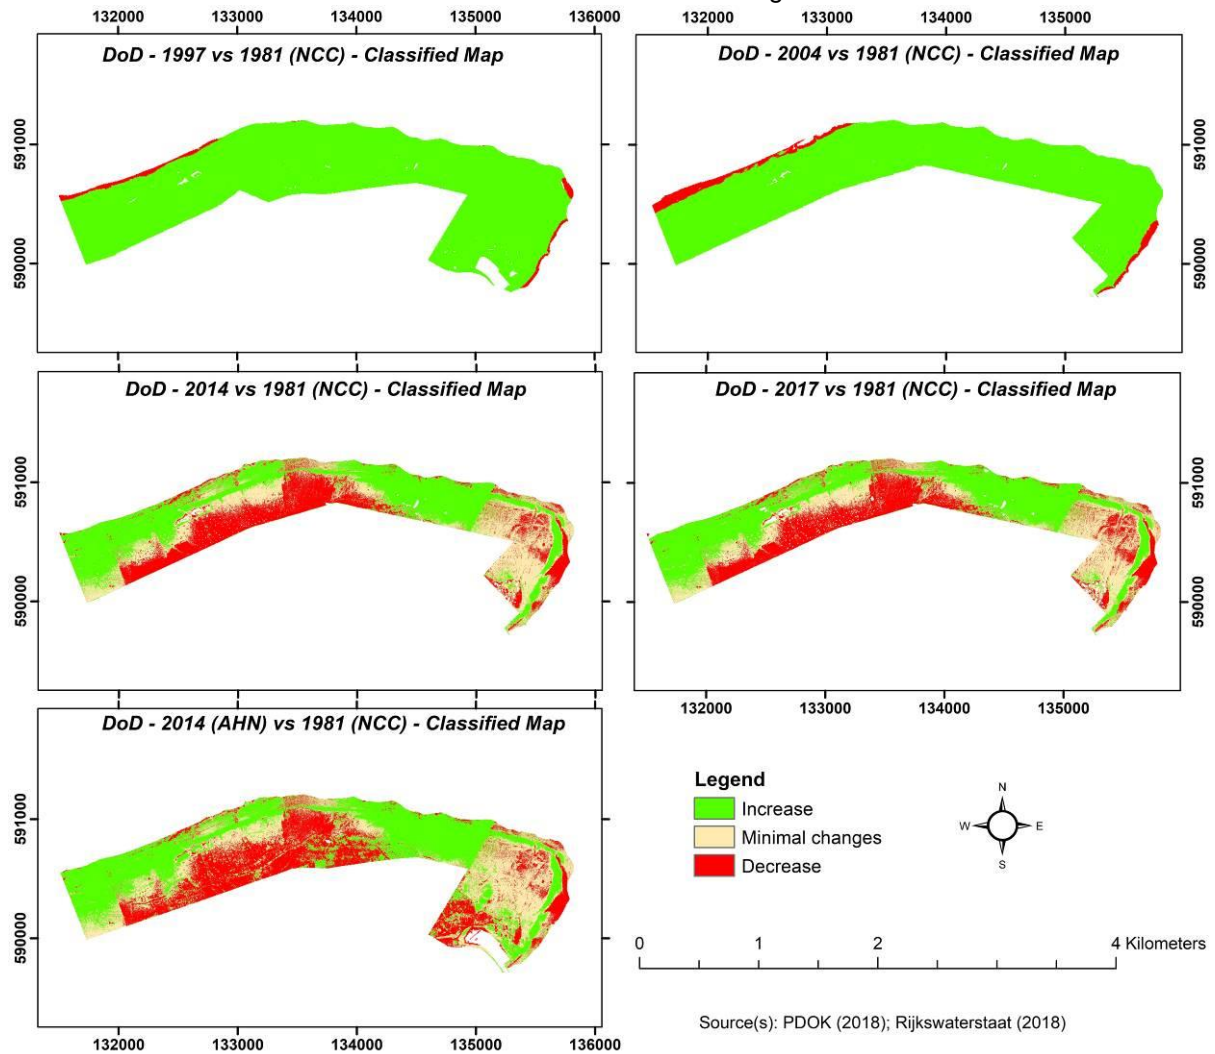 132000 133000 134000 135000 136000 132000 133000 134000 135000
DoD - 1997 vs 1981 (NCC) - Classified Map
DoD - 2004 vs 1981 (NCC) - Classified Map
591000
590000
591000
590000
DoD - 2014 vs 1981 (NCC) - Classified Map
DoD - 2017 vs 1981 (NCC) - Classified Map
591000
590000
591000
590000
132000 133000 134000 135000
DoD - 2014 (AHN) vs 1981 (NCC) - Classified Map
591000
590000
132000 133000 134000 135000 136000
Legend
Increase
Minimal changes
Decrease
N
W E
S
0 1 2 4 Kilometers
Source(s): PDOK (2018); Rijkswaterstaat (2018)